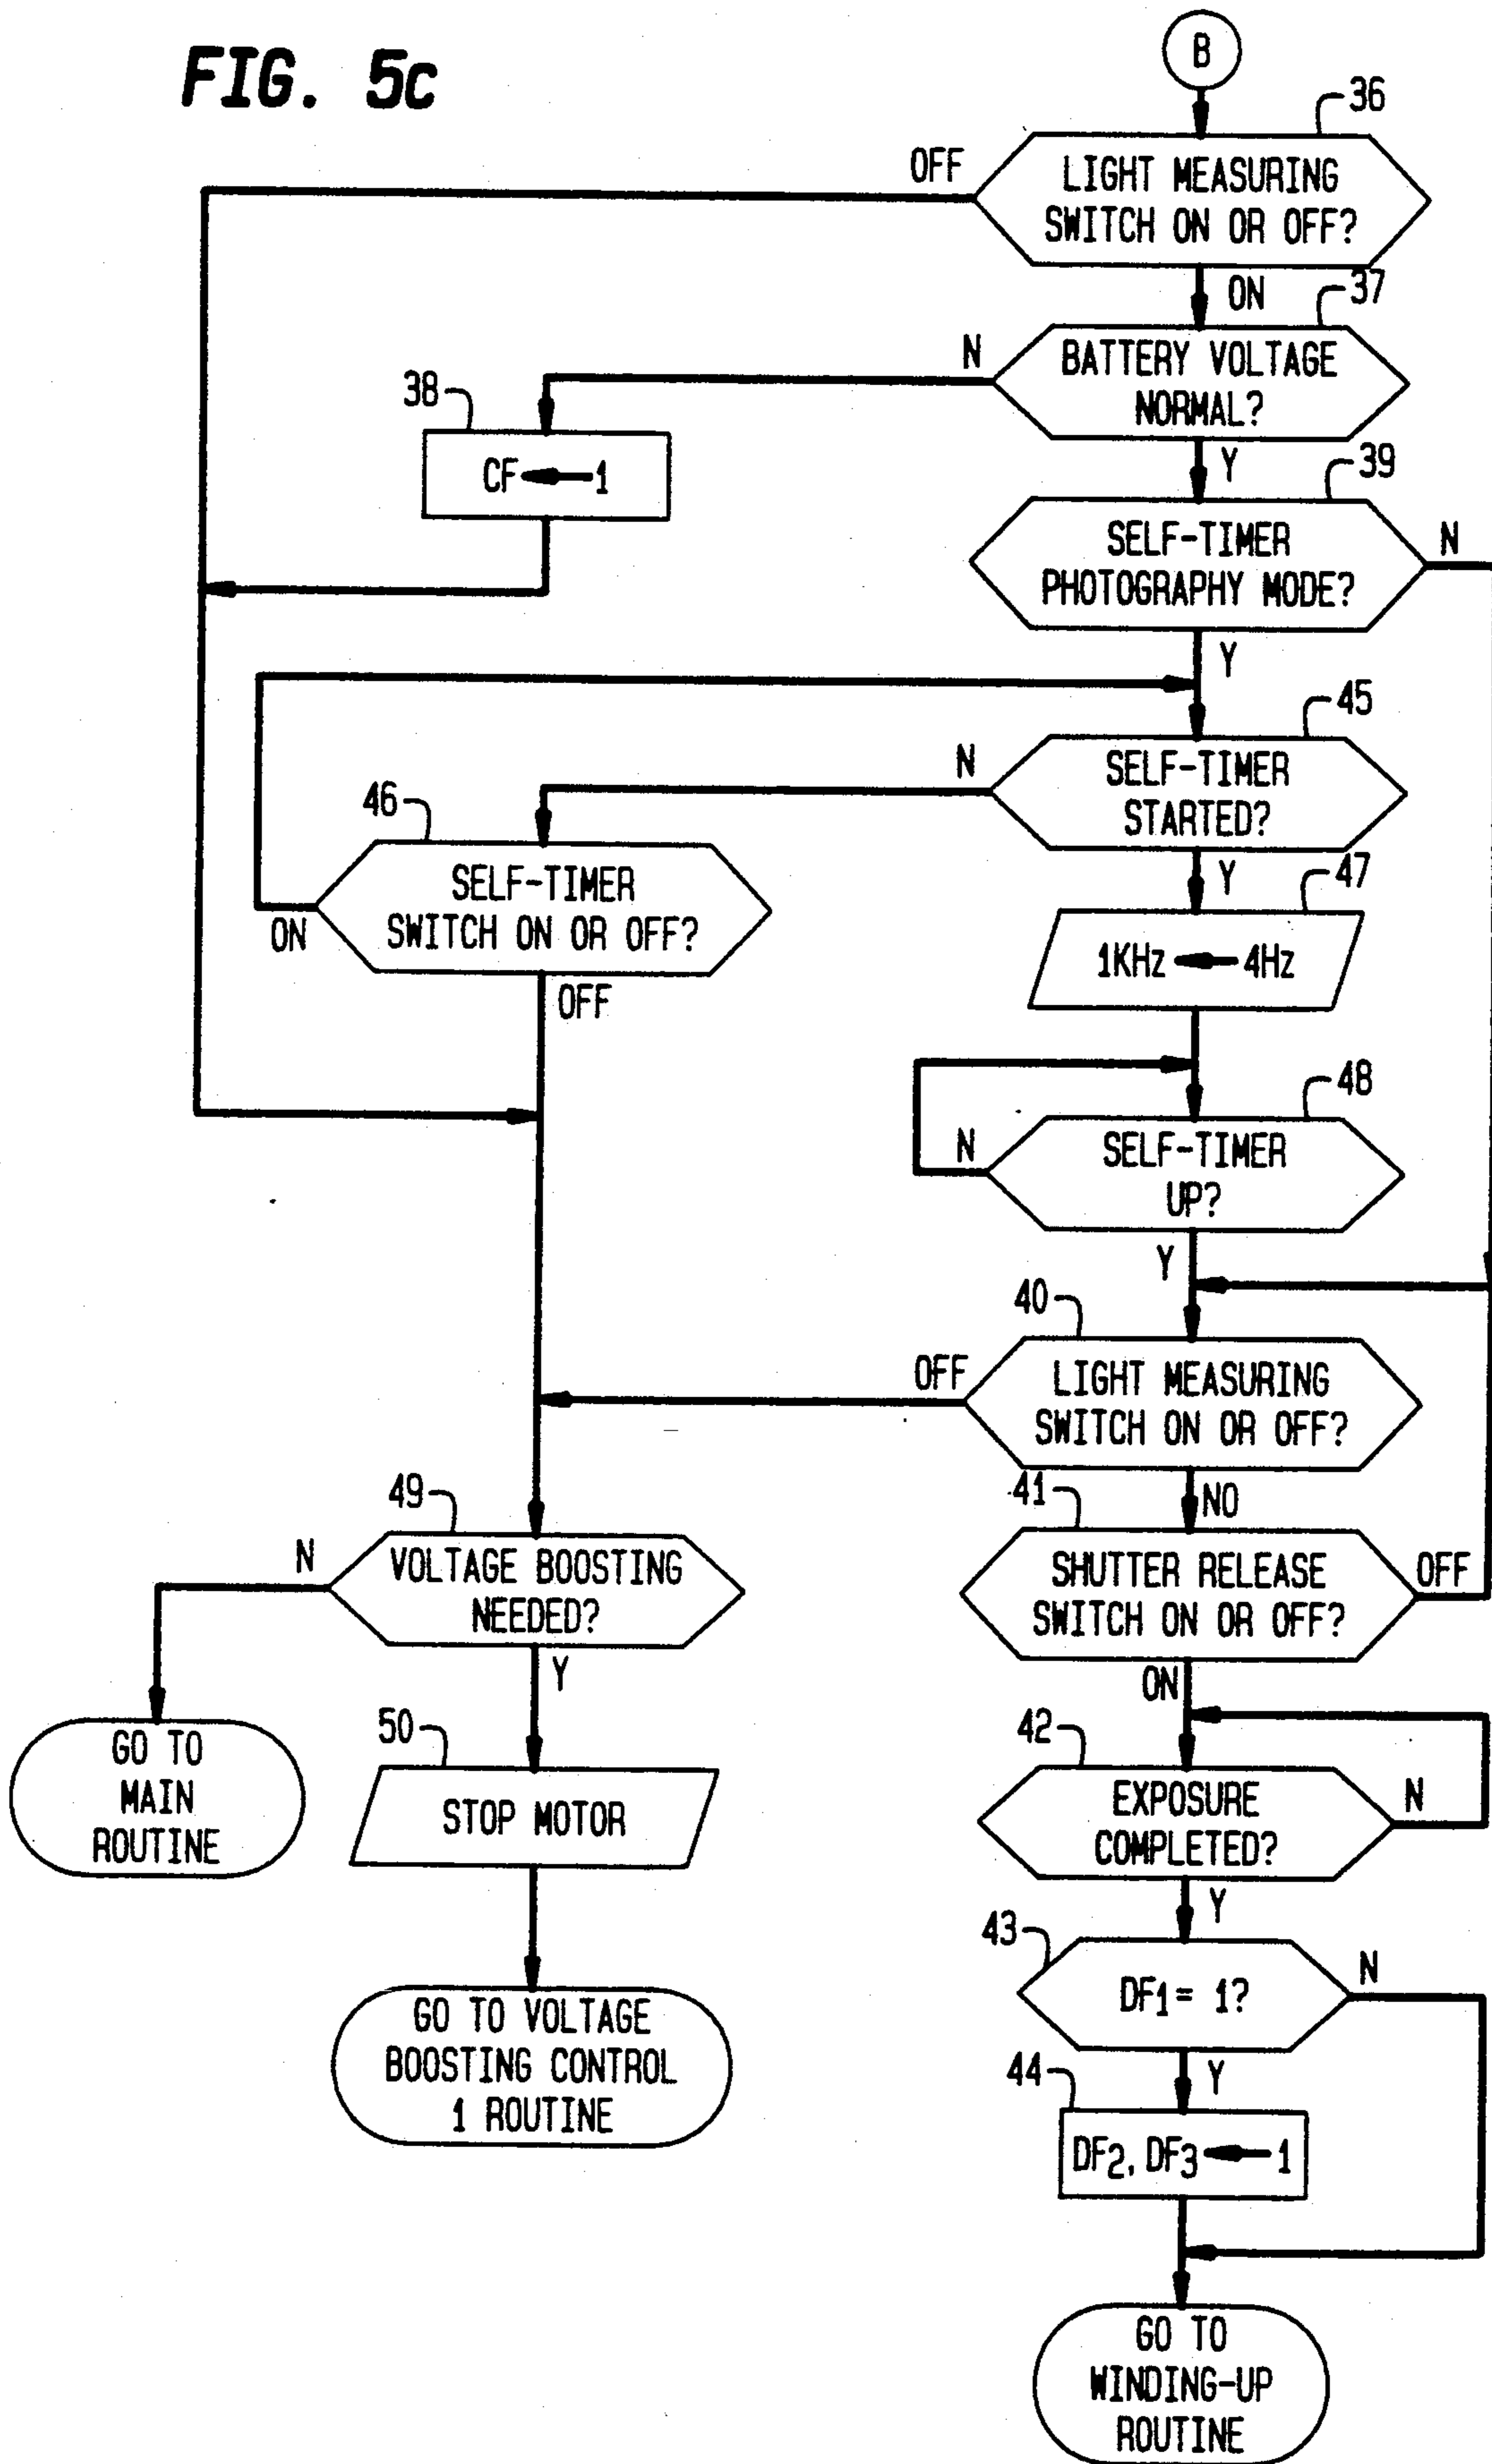 FIG. 5c
B
36
OFF
LIGHT MEASURING
SWITCH ON OR OFF?
ON
37
N
BATTERY VOLTAGE
NORMAL?
38
CF ← 1
Y
39
SELF-TIMER
PHOTOGRAPHY MODE?
N
Y
45
N
SELF-TIMER
STARTED?
46
SELF-TIMER
SWITCH ON OR OFF?
ON
OFF
Y
47
1KHz ← 4Hz
48
N
SELF-TIMER
UP?
Y
40
OFF
LIGHT MEASURING
SWITCH ON OR OFF?
NO
41
SHUTTER RELEASE
SWITCH ON OR OFF?
OFF
ON
49
N
VOLTAGE BOOSTING
NEEDED?
Y
GO TO
MAIN
ROUTINE
50
STOP MOTOR
GO TO VOLTAGE
BOOSTING CONTROL
1 ROUTINE
42
EXPOSURE
COMPLETED?
N
Y
43
DF1 = 1?
N
Y
44
DF2, DF3 ← 1
GO TO
WINDING-UP
ROUTINE